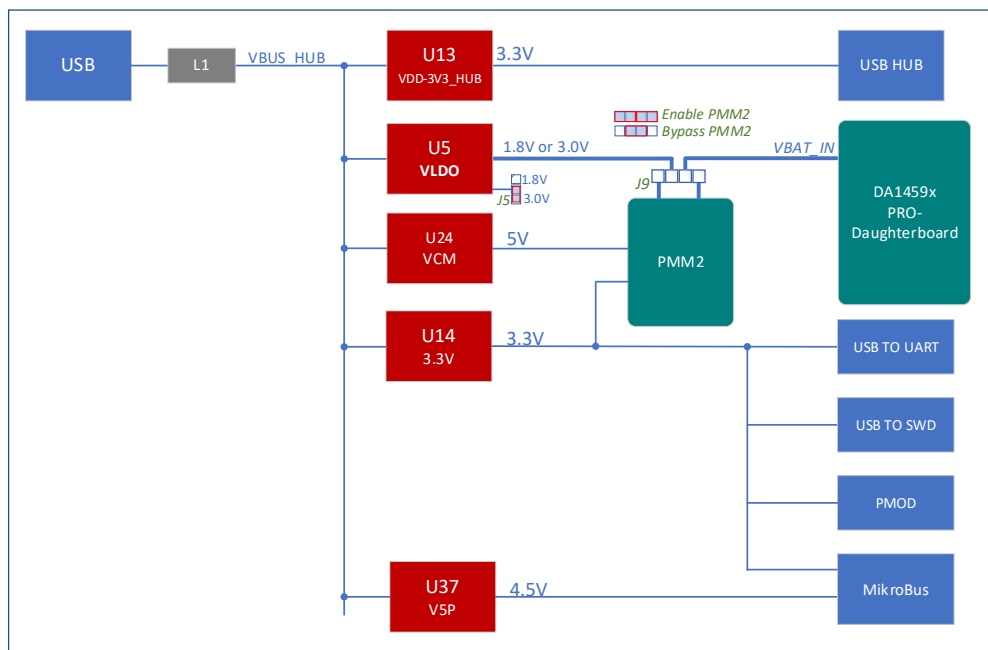 USB
L1
VBUS_HUB
U13
VDD-3V3_HUB
3.3V
USB HUB
Enable PMM2
Bypass PMM2
U5
VLDO
1.8V or 3.0V
VBAT_IN
J5
1.8V
3.0V
J9
DA1459x
PRO-
Daughterboard
U24
VCM
5V
PMM2
U14
3.3V
3.3V
USB TO UART
USB TO SWD
PMOD
U37
V5P
4.5V
MikroBus